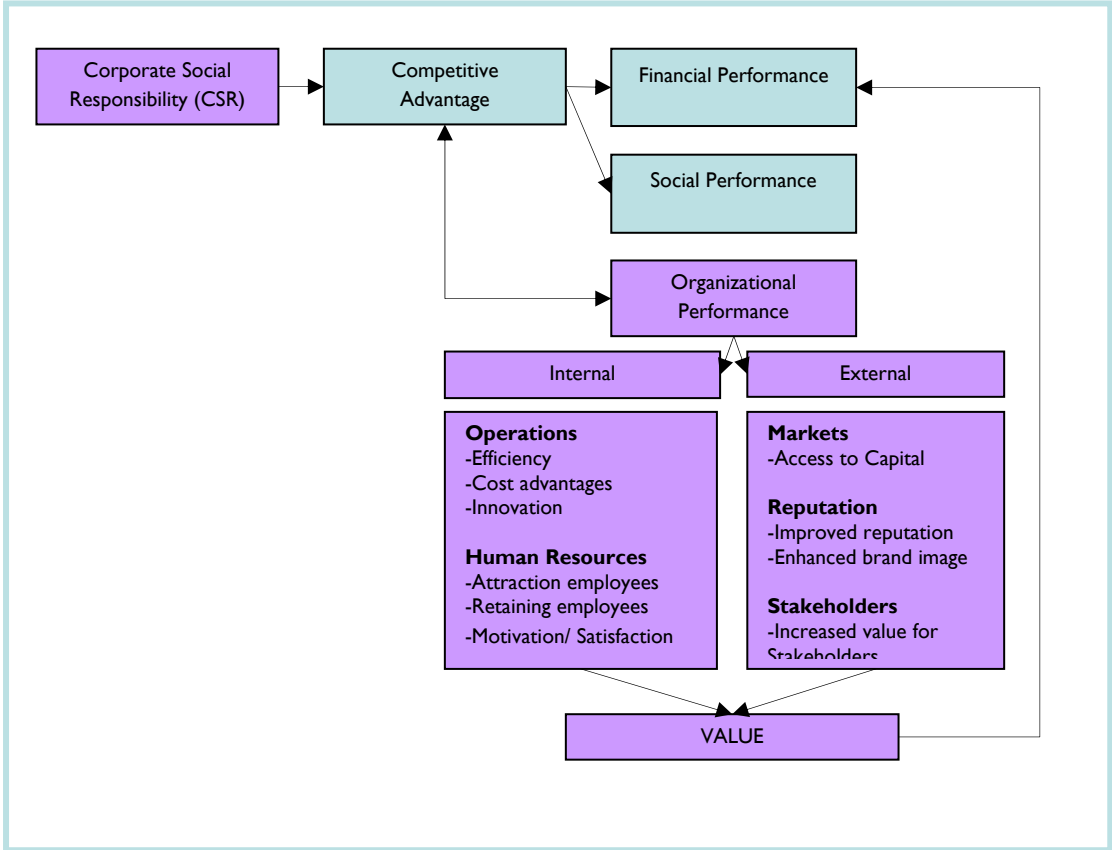 Corporate Social
Responsibility (CSR)
Competitive
Advantage
Financial Performance
Social Performance
Organizational
Performance
Internal
External
Operations
-Efficiency
-Cost advantages
-Innovation
Human Resources
-Attraction employees
-Retaining employees
-Motivation/ Satisfaction
Markets
-Access to Capital
Reputation
-Improved reputation
-Enhanced brand image
Stakeholders
-Increased value for
Stakeholders
VALUE